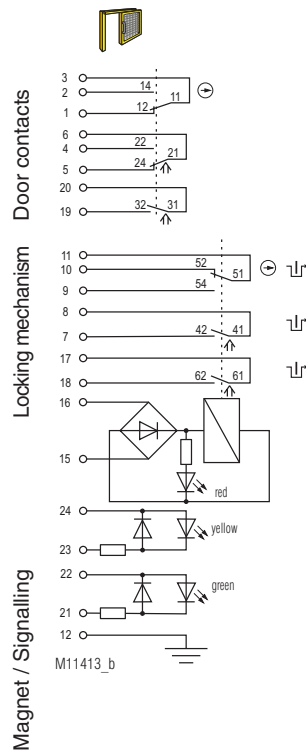 Door contacts
3
2 14
11
1 12
6
4 22
21
5 24
20
19 32 31
Locking mechanism
11
10 52
51
9 54
8
7 42 41
17
18 62 61
16
15
red
Magnet / Signalling
24
yellow
23
22
green
21
12
M11413_b